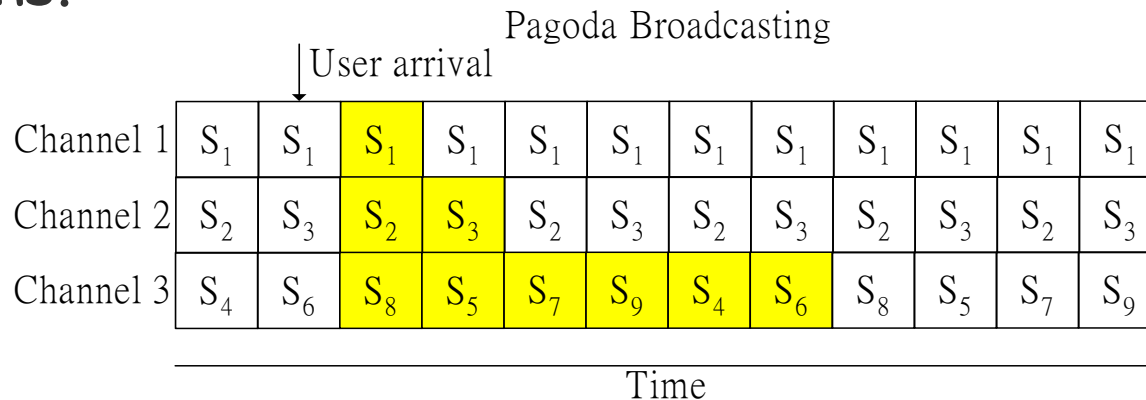 Pagoda Broadcasting
User arrival
Channel 1 S₁ S₁ S₁ S₁ S₁ S₁ S₁ S₁ S₁ S₁ S₁ S₁
Channel 2 S₂ S₃ S₂ S₃ S₂ S₃ S₂ S₃ S₂ S₃ S₂ S₃
Channel 3 S₄ S₆ S₈ S₅ S₇ S₉ S₄ S₆ S₈ S₅ S₇ S₉
Time